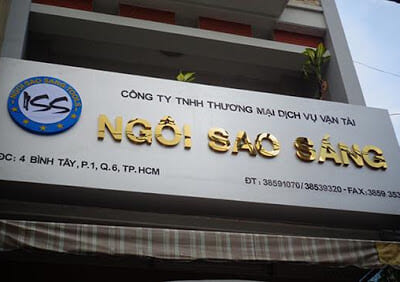 CÔNG TY TNHH THƯƠNG MẠI DỊCH VỤ VẬN TẢI
ISS
NGÔI SAO SÁNG
ĐC: 4 BÌNH TÂY, P.1, Q.6, TP.HCM
ĐT: 38591070/ 38539320 - FAX:3859 353